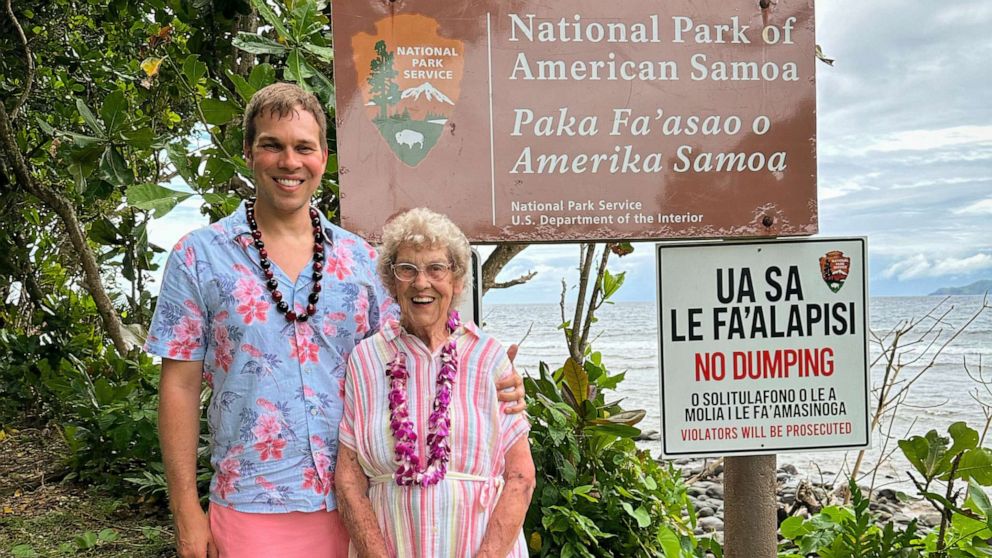 NATIONAL
PARK
SERVICE
National Park of
American Samoa
Paka Fa'asao o
Amerika Samoa
National Park Service
U.S. Department of the Interior
UA SA
LE FA'ALAPISI
NO DUMPING
O SOLITULAFONO O LE A
MOLIA I LE FA'AMASINOGA
VIOLATORS WILL BE PROSECUTED